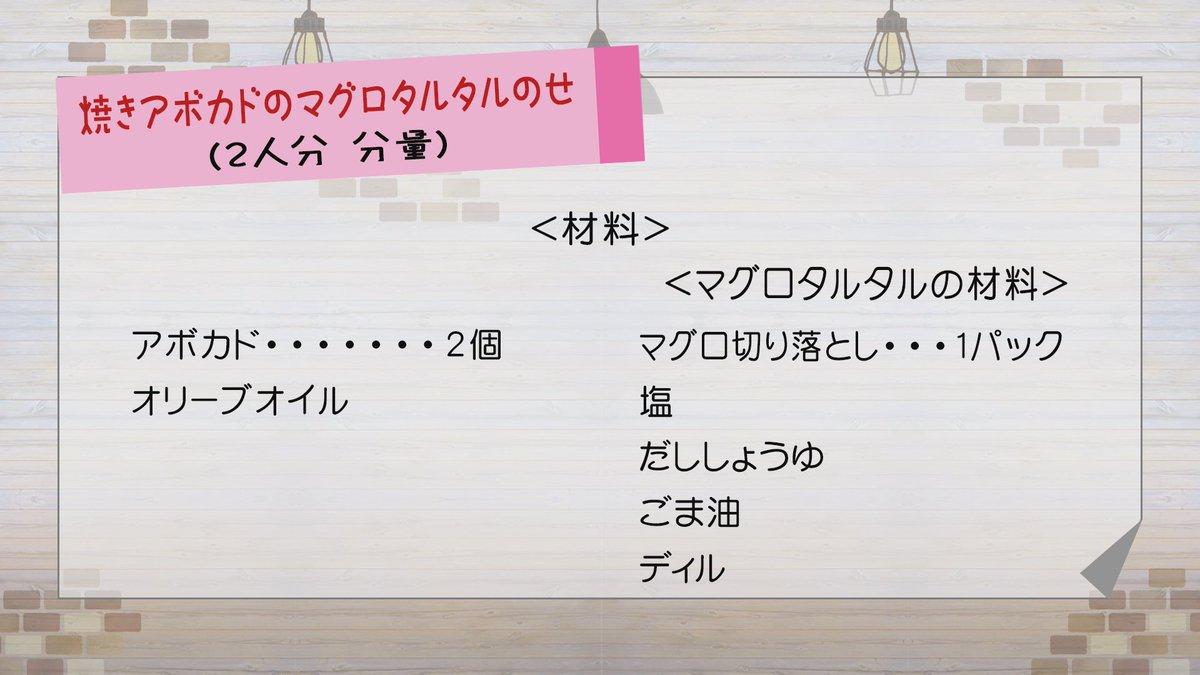 焼きアボカドのマグロタルタルのせ
(2人分 分量)
＜材料＞
アボカド・・・・・・・2個
オリーブオイル
＜マグロタルタルの材料＞
マグロ切り落とし・・・1パック
塩
だししょうゆ
ごま油
ディル